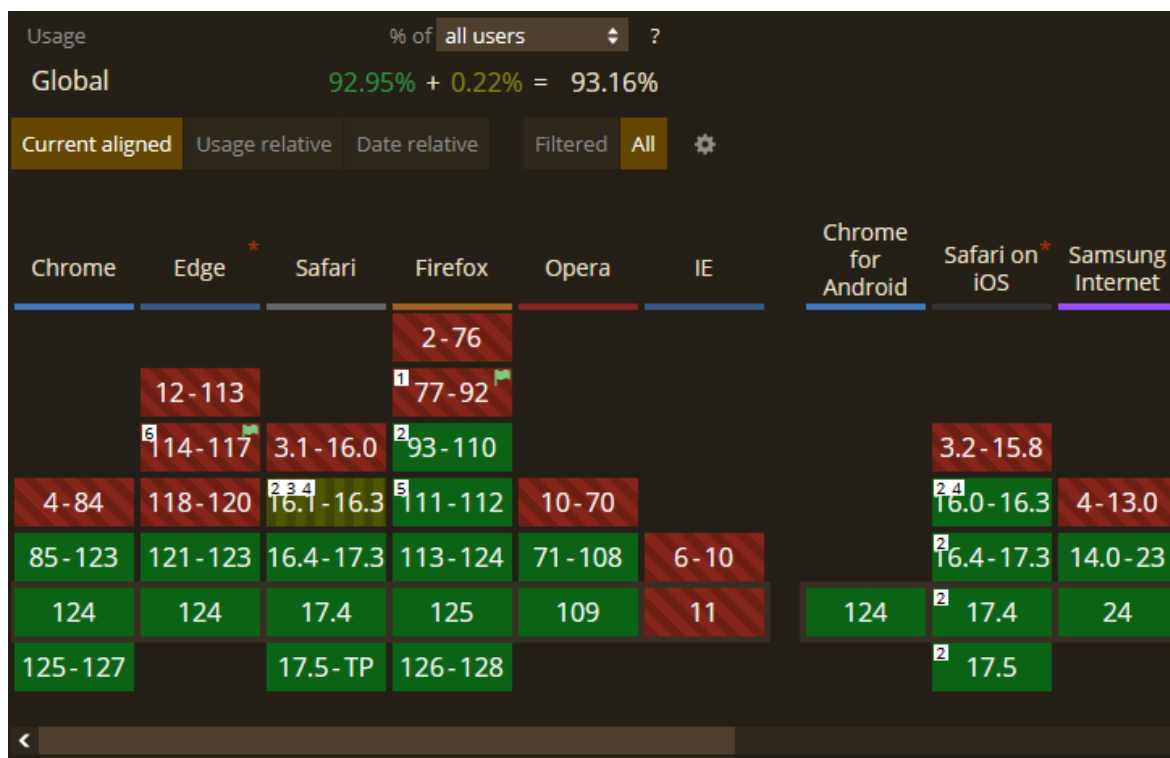 Usage % of all users ?
Global 92.95% + 0.22% = 93.16%
Current aligned Usage relative Date relative Filtered All
Chrome Edge * Safari Firefox Opera IE Chrome for Android Safari on iOS * Samsung Internet
2-76
12-113 1 77-92
6 114-117 3.1-16.0 2 93-110 3.2-15.8
4-84 118-120 2 3 4 16.1-16.3 5 111-112 10-70 2 4 16.0-16.3 4-13.0
85-123 121-123 16.4-17.3 113-124 71-108 6-10 2 16.4-17.3 14.0-23
124 124 17.4 125 109 11 124 2 17.4 24
125-127 17.5-TP 126-128 2 17.5